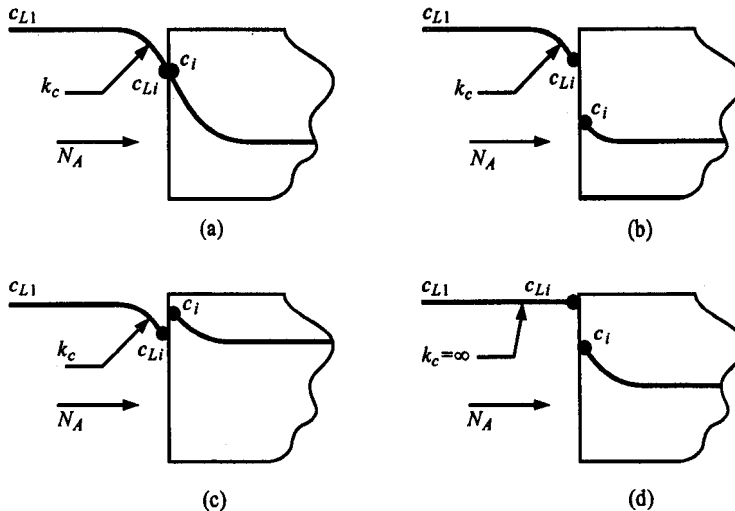 c_{L1}
c_i
c_{Li}
k_c
N_A
(a)
c_{L1}
c_{Li}
k_c
c_i
N_A
(b)
c_{L1}
c_i
k_c
c_{Li}
N_A
(c)
c_{L1}
c_{Li}
c_i
k_c=∞
N_A
(d)